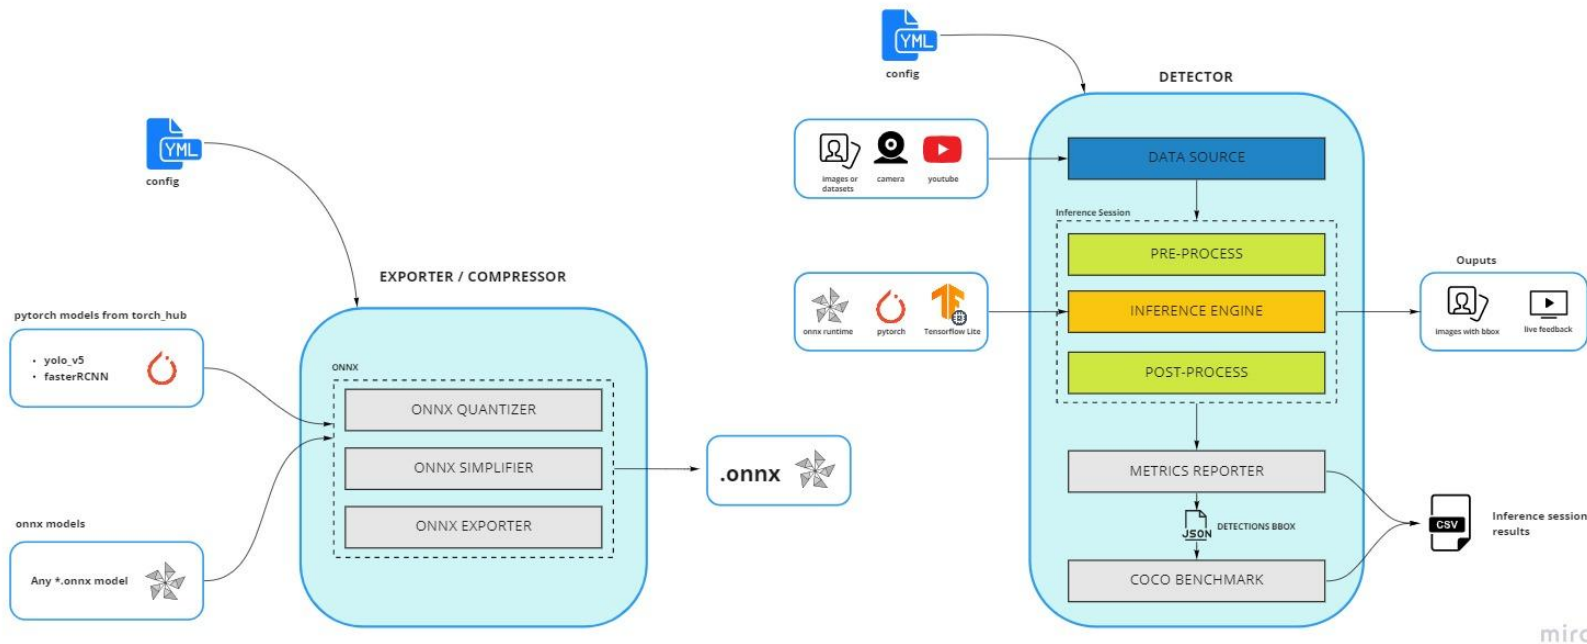 YML
config
EXPORTER / COMPRESSOR
pytorch models from torch_hub
• yolo_v5
• fasterRCNN
onnx models
Any *.onnx model
ONNX
ONNX QUANTIZER
ONNX SIMPLIFIER
ONNX EXPORTER
.onnx
YML
config
DETECTOR
images or
datasets
camera
youtube
DATA SOURCE
Inference Session
PRE-PROCESS
INFERENCE ENGINE
POST-PROCESS
onnx runtime
pytorch
Tensorflow Lite
Ouputs
images with bbox
live feedback
METRICS REPORTER
JSON
DETECTIONS BBOX
COCO BENCHMARK
CSV
Inference session
results
miro